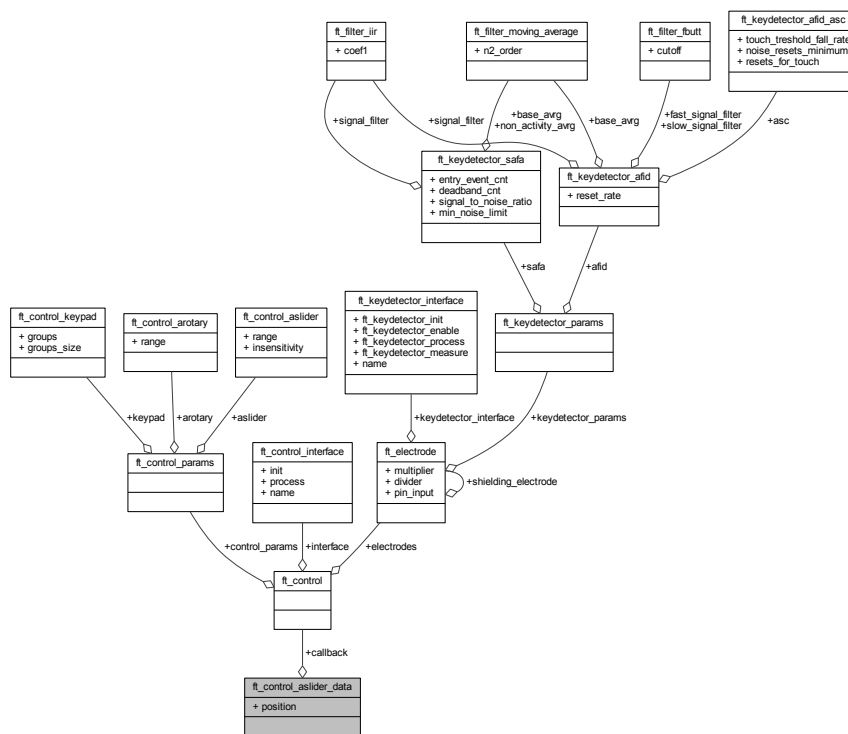 ft_filter_iir
+ coef1
ft_filter_moving_average
+ n2_order
ft_filter_fbutt
+ cutoff
ft_keydetector_afid_asc
+ touch_treshold_fall_rate
+ noise_resets_minimum
+ resets_for_touch
+signal_filter
+signal_filter
+base_avrg
+non_activity_avrg
+base_avrg
+fast_signal_filter
+slow_signal_filter
+asc
ft_keydetector_safa
+ entry_event_cnt
+ deadband_cnt
+ signal_to_noise_ratio
+ min_noise_limit
ft_keydetector_afid
+ reset_rate
+safa
+afid
ft_control_keypad
+ groups
+ groups_size
ft_control_arotary
+ range
ft_control_aslider
+ range
+ insensitivity
ft_keydetector_interface
+ ft_keydetector_init
+ ft_keydetector_enable
+ ft_keydetector_process
+ ft_keydetector_measure
+ name
ft_keydetector_params
+keypad
+arotary
+aslider
+keydetector_interface
+keydetector_params
ft_control_params
ft_control_interface
+ init
+ process
+ name
ft_electrode
+ multiplier
+ divider
+ pin_input
+shielding_electrode
+control_params
+interface
+electrodes
ft_control
+callback
ft_control_aslider_data
+ position